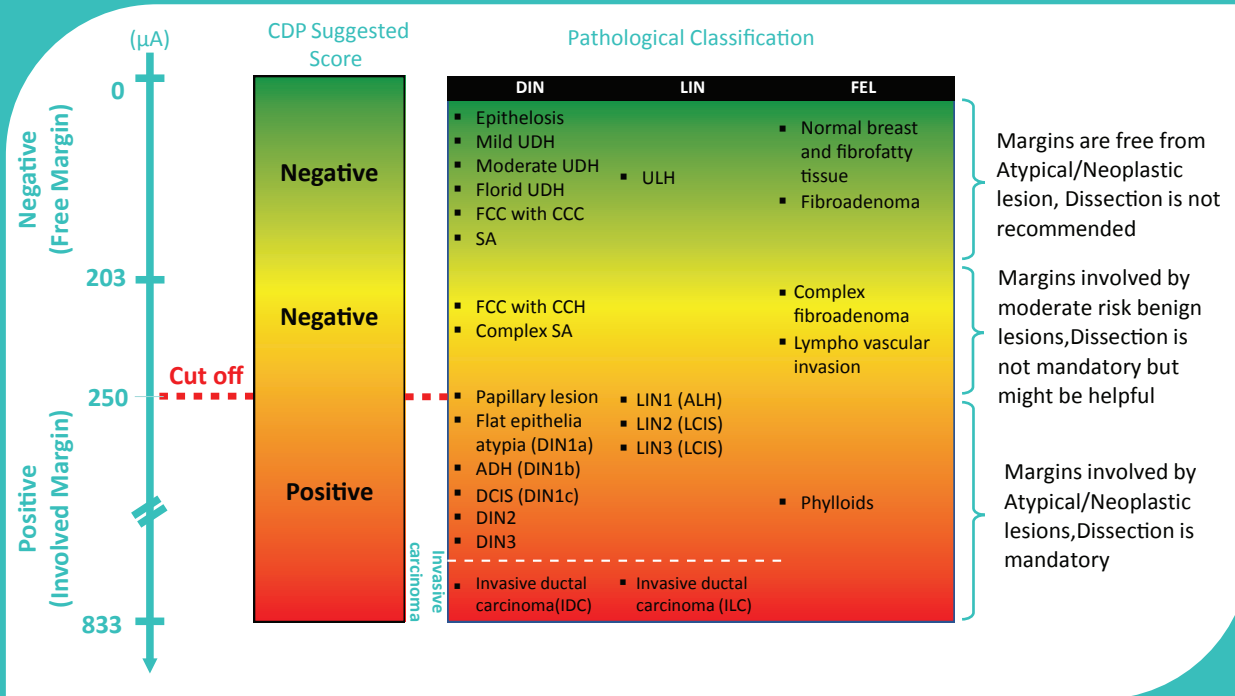 (µA)
CDP Suggested
Score
Pathological Classification
0
203
250
833
Negative
(Free Margin)
Positive
(Involved Margin)
Cut off
Negative
Negative
Positive
Invasive
carcinoma
DIN
LIN
FEL
▪ Epithelosis
▪ Mild UDH
▪ Moderate UDH
▪ Florid UDH
▪ FCC with CCC
▪ SA
▪ ULH
▪ Normal breast
and fibrofatty
tissue
▪ Fibroadenoma
▪ FCC with CCH
▪ Complex SA
▪ Complex
fibroadenoma
▪ Lympho vascular
invasion
▪ Papillary lesion
▪ Flat epithelia
atypia (DIN1a)
▪ ADH (DIN1b)
▪ DCIS (DIN1c)
▪ DIN2
▪ DIN3
▪ LIN1 (ALH)
▪ LIN2 (LCIS)
▪ LIN3 (LCIS)
▪ Phylloids
▪ Invasive ductal
carcinoma(IDC)
▪ Invasive ductal
carcinoma (ILC)
Margins are free from
Atypical/Neoplastic
lesion, Dissection is not
recommended
Margins involved by
moderate risk benign
lesions,Dissection is
not mandatory but
might be helpful
Margins involved by
Atypical/Neoplastic
lesions,Dissection is
mandatory